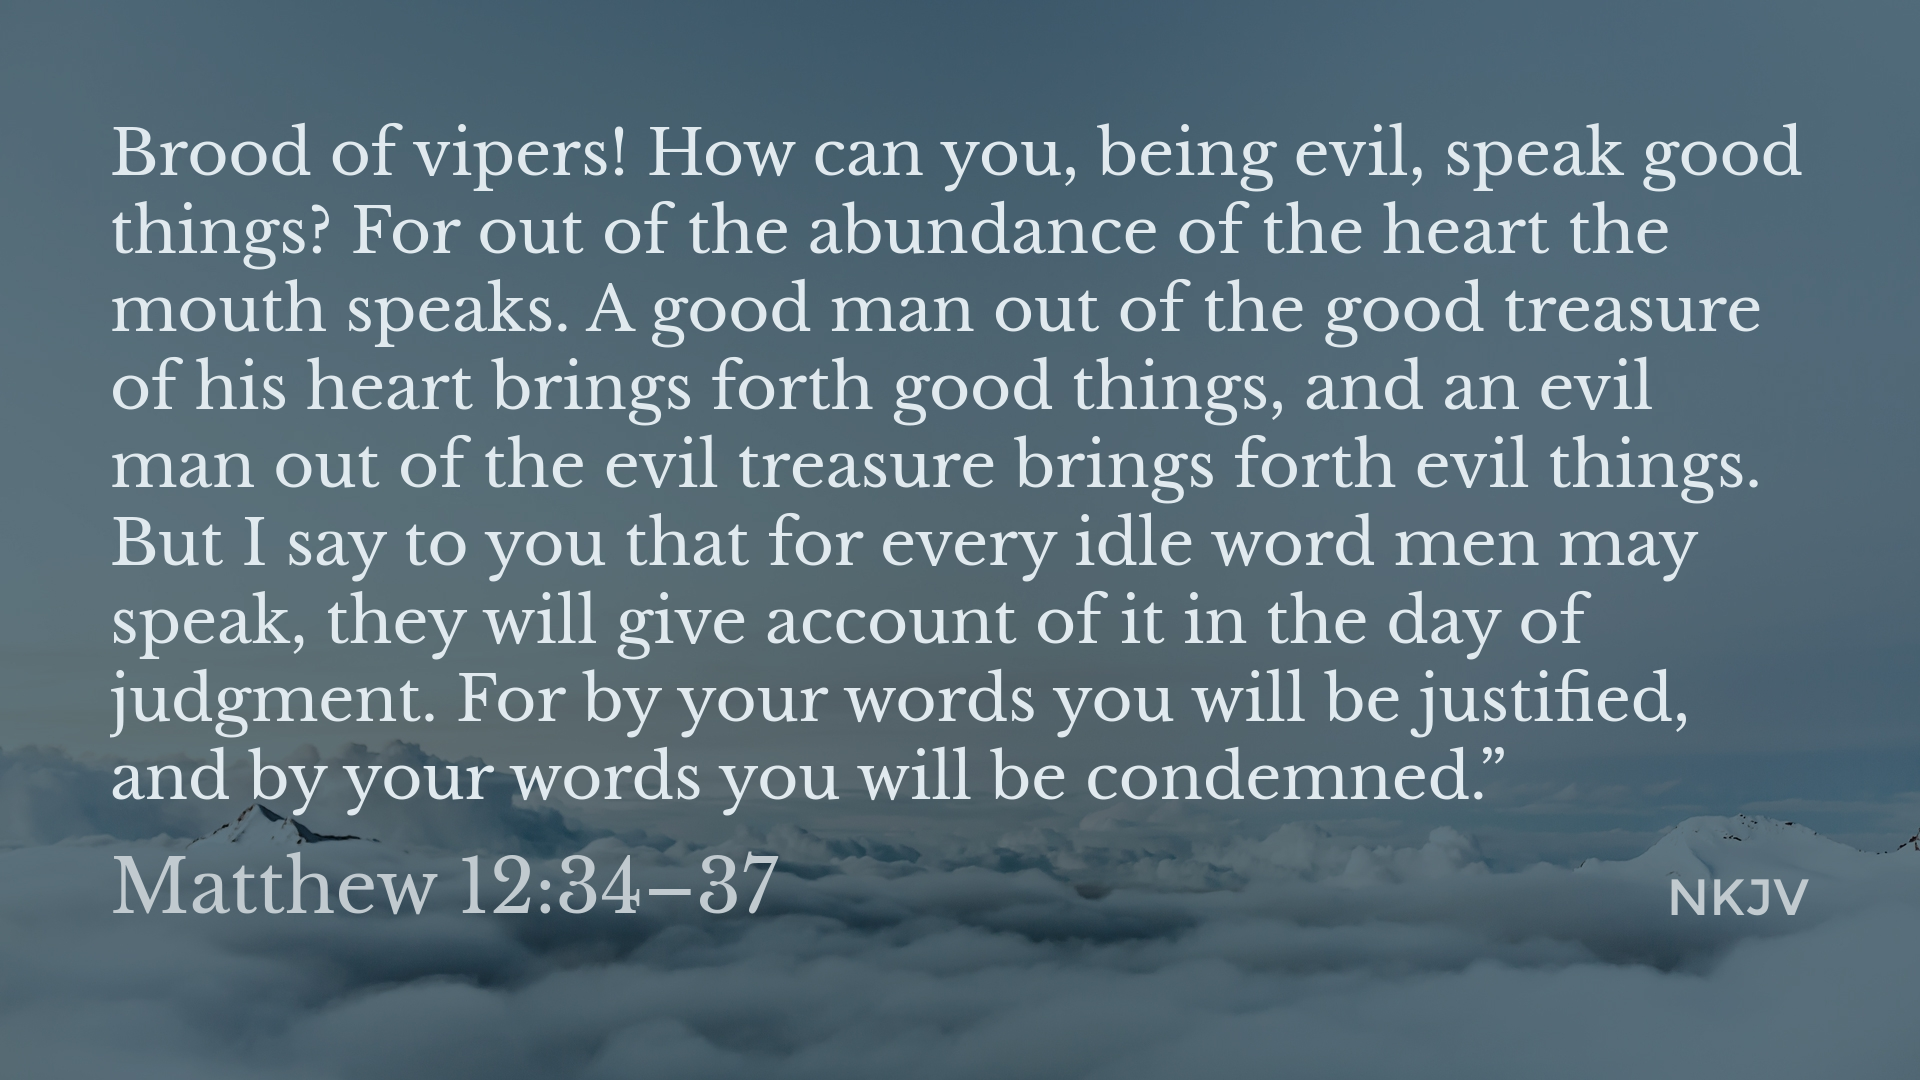 Brood of vipers! How can you, being evil, speak good
things? For out of the abundance of the heart the
mouth speaks. A good man out of the good treasure
of his heart brings forth good things, and an evil
man out of the evil treasure brings forth evil things.
But I say to you that for every idle word men may
speak, they will give account of it in the day of
judgment. For by your words you will be justified,
and by your words you will be condemned.”
Matthew 12:34–37
NKJV